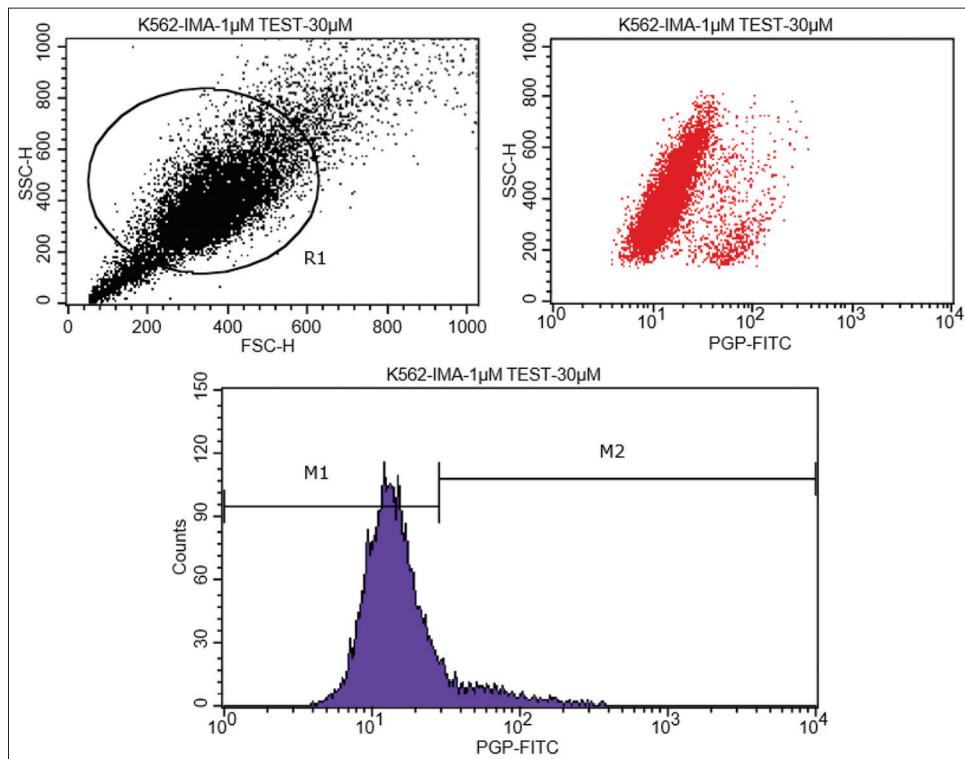 K562-IMA-1µM TEST-30µM
SSC-H
1000
800
600
400
200
0
R1
0 200 400 600 800 1000
FSC-H
K562-IMA-1µM TEST-30µM
SSC-H
1000
800
600
400
200
0
10⁰ 10¹ 10² 10³ 10⁴
PGP-FITC
K562-IMA-1µM TEST-30µM
Counts
150
120
90
60
30
0
M1
M2
10⁰ 10¹ 10² 10³ 10⁴
PGP-FITC